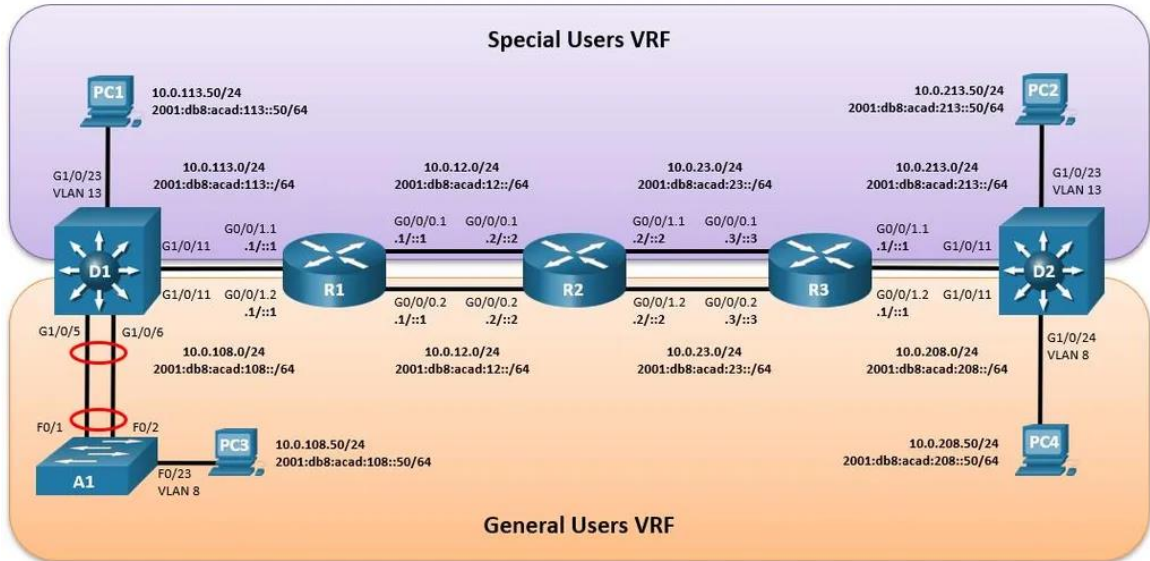 Special Users VRF
PC1
10.0.113.50/24
2001:db8:acad:113::50/64
10.0.213.50/24
2001:db8:acad:213::50/64
PC2
G1/0/23
VLAN 13
10.0.113.0/24
2001:db8:acad:113::/64
10.0.12.0/24
2001:db8:acad:12::/64
10.0.23.0/24
2001:db8:acad:23::/64
10.0.213.0/24
2001:db8:acad:213::/64
G1/0/23
VLAN 13
D1
G1/0/11
G0/0/1.1
.1/::1
R1
G0/0/0.1
.1/::1
G0/0/0.1
.2/::2
R2
G0/0/1.1
.2/::2
G0/0/0.1
.3/::3
R3
G0/0/1.1
.1/::1
G1/0/11
D2
G1/0/11
G0/0/1.2
.1/::1
G0/0/0.2
.1/::1
G0/0/0.2
.2/::2
G0/0/1.2
.2/::2
G0/0/0.2
.3/::3
G0/0/1.2
.1/::1
G1/0/11
G1/0/5
G1/0/6
10.0.108.0/24
2001:db8:acad:108::/64
10.0.12.0/24
2001:db8:acad:12::/64
10.0.23.0/24
2001:db8:acad:23::/64
10.0.208.0/24
2001:db8:acad:208::/64
G1/0/24
VLAN 8
F0/1
F0/2
A1
F0/23
VLAN 8
PC3
10.0.108.50/24
2001:db8:acad:108::50/64
10.0.208.50/24
2001:db8:acad:208::50/64
PC4
General Users VRF